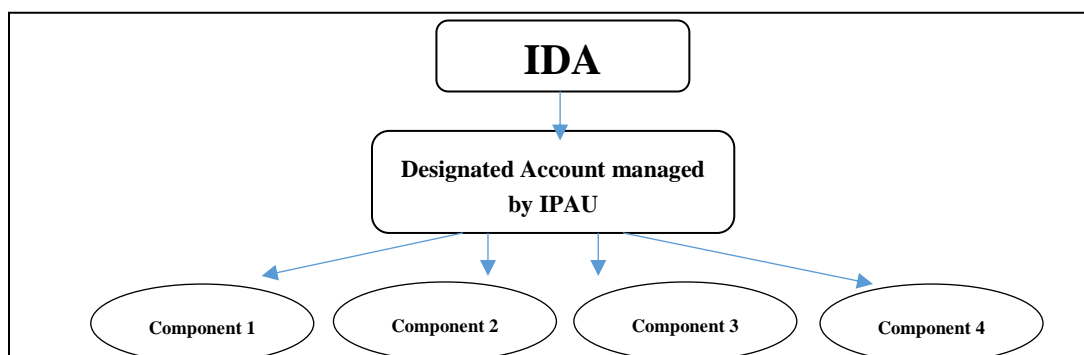 IDA
Designated Account managed
by IPAU
Component 1
Component 2
Component 3
Component 4